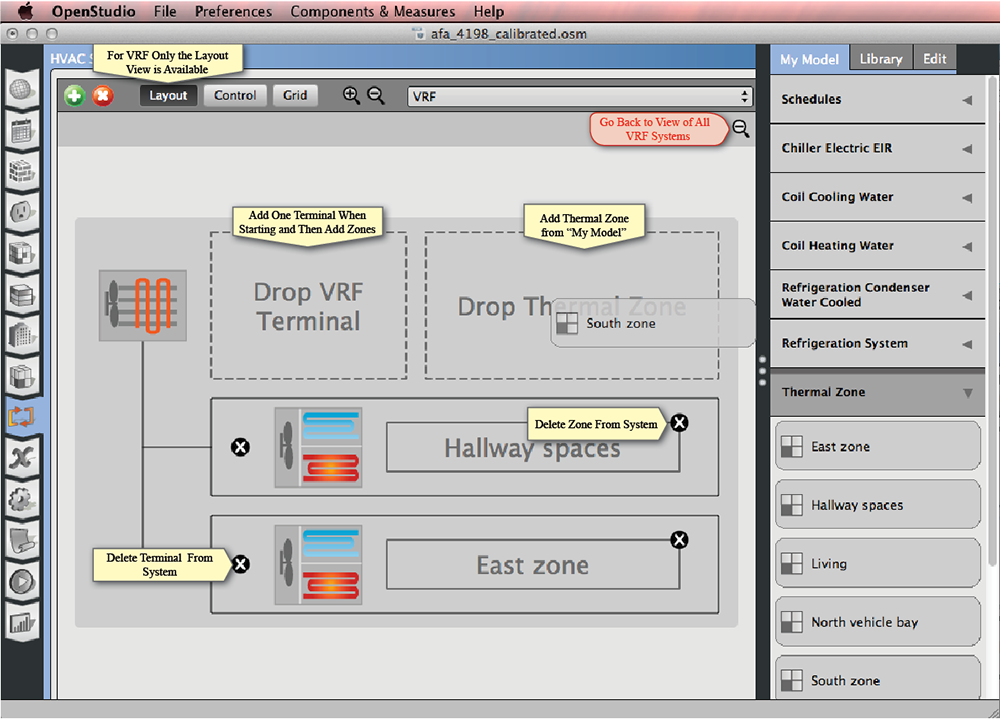 OpenStudio File Preferences Components & Measures Help
afa_4198_calibrated.osm
HVAC S
For VRF Only the Layout
View is Available
My Model Library Edit
Layout Control Grid
VRF
Go Back to View of All
VRF Systems
Schedules
Chiller Electric EIR
Coil Cooling Water
Coil Heating Water
Refrigeration Condenser
Water Cooled
Refrigeration System
Thermal Zone
East zone
Hallway spaces
Living
North vehicle bay
South zone
Add One Terminal When
Starting and Then Add Zones
Add Thermal Zone
from “My Model”
Drop VRF
Terminal
Drop Thermal Zone
South zone
Delete Zone From System
Hallway spaces
Delete Terminal From
System
East zone